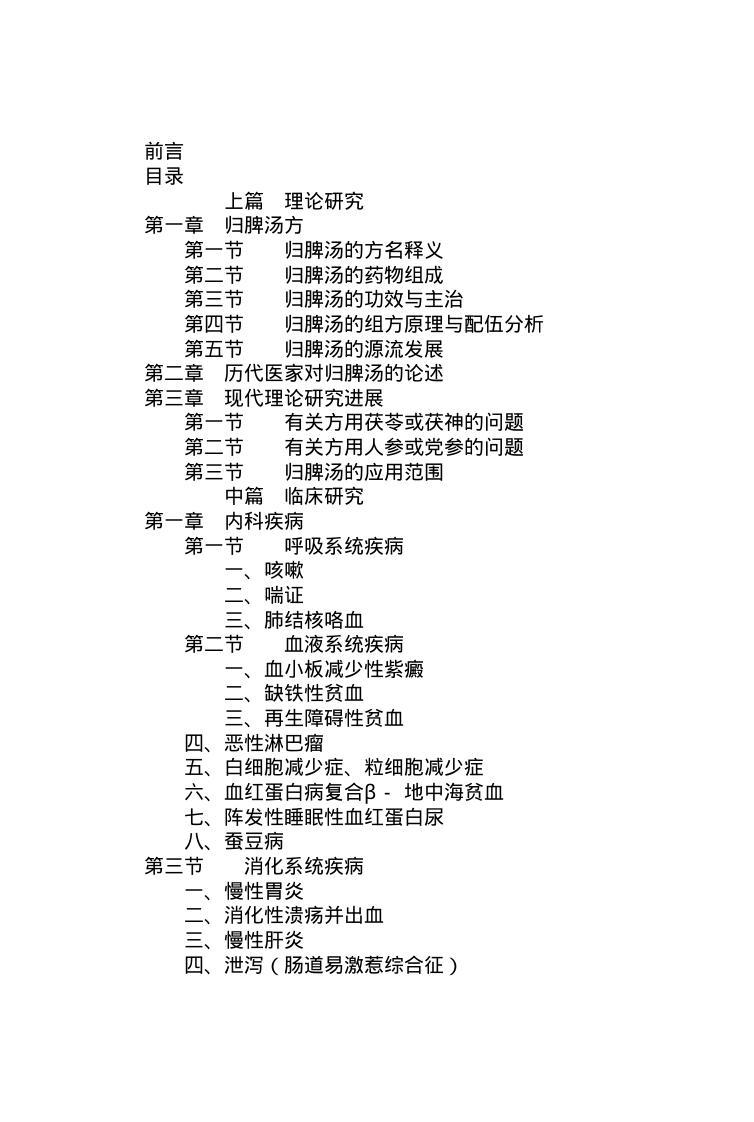 前言
目录
上篇　理论研究
第一章　归脾汤方
第一节　　归脾汤的方名释义
第二节　　归脾汤的药物组成
第三节　　归脾汤的功效与主治
第四节　　归脾汤的组方原理与配伍分析
第五节　　归脾汤的源流发展
第二章　历代医家对归脾汤的论述
第三章　现代理论研究进展
第一节　　有关方用茯苓或茯神的问题
第二节　　有关方用人参或党参的问题
第三节　　归脾汤的应用范围
中篇　临床研究
第一章　内科疾病
第一节　　呼吸系统疾病
一、咳嗽
二、喘证
三、肺结核咯血
第二节　　血液系统疾病
一、血小板减少性紫癜
二、缺铁性贫血
三、再生障碍性贫血
四、恶性淋巴瘤
五、白细胞减少症、粒细胞减少症
六、血红蛋白病复合β - 地中海贫血
七、阵发性睡眠性血红蛋白尿
八、蚕豆病
第三节　　消化系统疾病
一、慢性胃炎
二、消化性溃疡并出血
三、慢性肝炎
四、泄泻（肠道易激惹综合征）